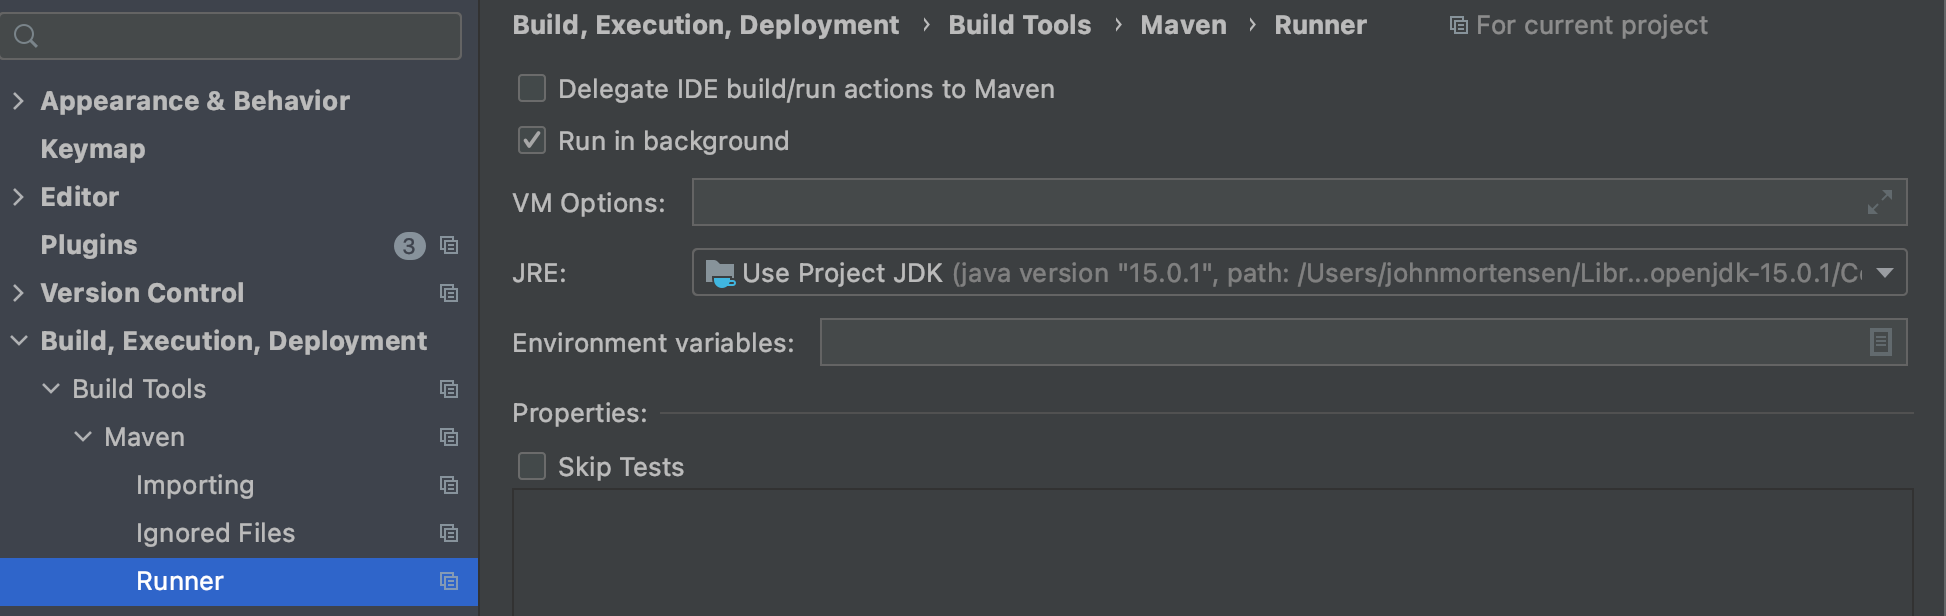 Appearance & Behavior
Keymap
Editor
Plugins 3
Version Control
Build, Execution, Deployment
Build Tools
Maven
Importing
Ignored Files
Runner
Build, Execution, Deployment › Build Tools › Maven › Runner For current project
Delegate IDE build/run actions to Maven
Run in background
VM Options:
JRE: Use Project JDK (java version "15.0.1", path: /Users/johnmortensen/Libr...openjdk-15.0.1/Co
Environment variables:
Properties:
Skip Tests